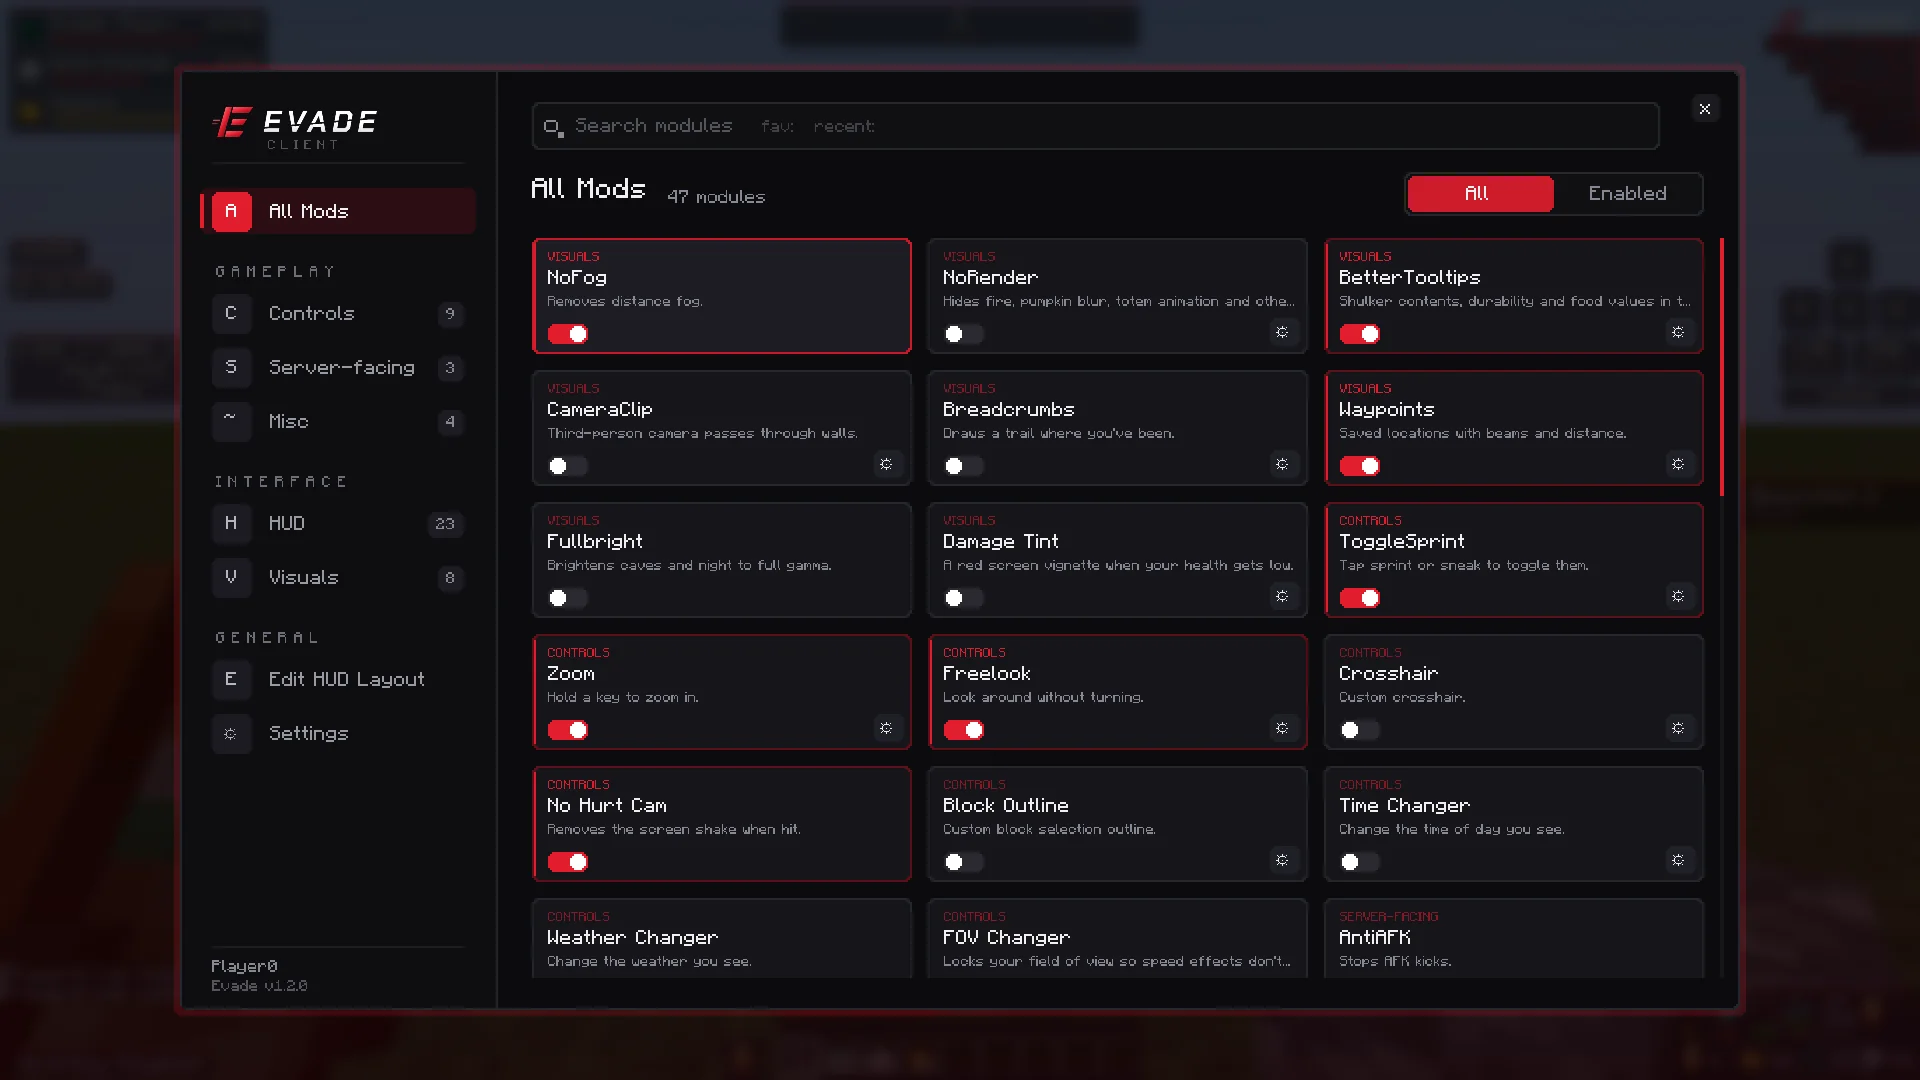 EVADE
CLIENT
A All Mods
GAMEPLAY
C Controls 9
S Server-facing 3
~ Misc 4
INTERFACE
H HUD 23
V Visuals 8
GENERAL
E Edit HUD Layout
Settings
Player0
Evade v1.2.0
Search modules fav: recent:
All Mods 47 modules
All Enabled
VISUALS
NoFog
Removes distance fog.
VISUALS
NoRender
Hides fire, pumpkin blur, totem animation and othe...
VISUALS
BetterTooltips
Shulker contents, durability and food values in t...
VISUALS
CameraClip
Third-person camera passes through walls.
VISUALS
Breadcrumbs
Draws a trail where you've been.
VISUALS
Waypoints
Saved locations with beams and distance.
VISUALS
Fullbright
Brightens caves and night to full gamma.
VISUALS
Damage Tint
A red screen vignette when your health gets low.
CONTROLS
ToggleSprint
Tap sprint or sneak to toggle them.
CONTROLS
Zoom
Hold a key to zoom in.
CONTROLS
Freelook
Look around without turning.
CONTROLS
Crosshair
Custom crosshair.
CONTROLS
No Hurt Cam
Removes the screen shake when hit.
CONTROLS
Block Outline
Custom block selection outline.
CONTROLS
Time Changer
Change the time of day you see.
CONTROLS
Weather Changer
Change the weather you see.
CONTROLS
FOV Changer
Locks your field of view so speed effects don't...
SERVER-FACING
AntiAFK
Stops AFK kicks.